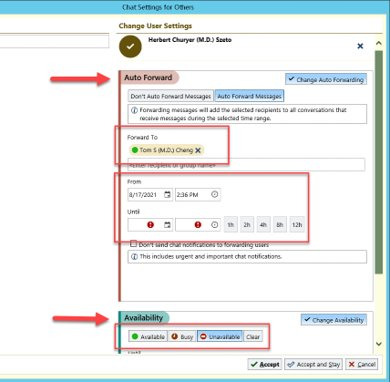 Chat Settings for Others
Change User Settings
Herbert Churyer (M.D.) Szeto
Auto Forward
Change Auto Forwarding
Don't Auto Forward Messages
Auto Forward Messages
Forwarding messages will add the selected recipients to all conversations that
receive messages during the selected time range.
Forward To
Tom S (M.D.) Cheng
<Enter recipient or group name>
From
8/17/2021
2:36 PM
Until
1h
2h
4h
8h
12h
Don't send chat notifications to forwarding users
This includes urgent and important chat notifications.
Availability
Change Availability
Available
Busy
Unavailable
Clear
Until
Accept
Accept and Stay
Cancel